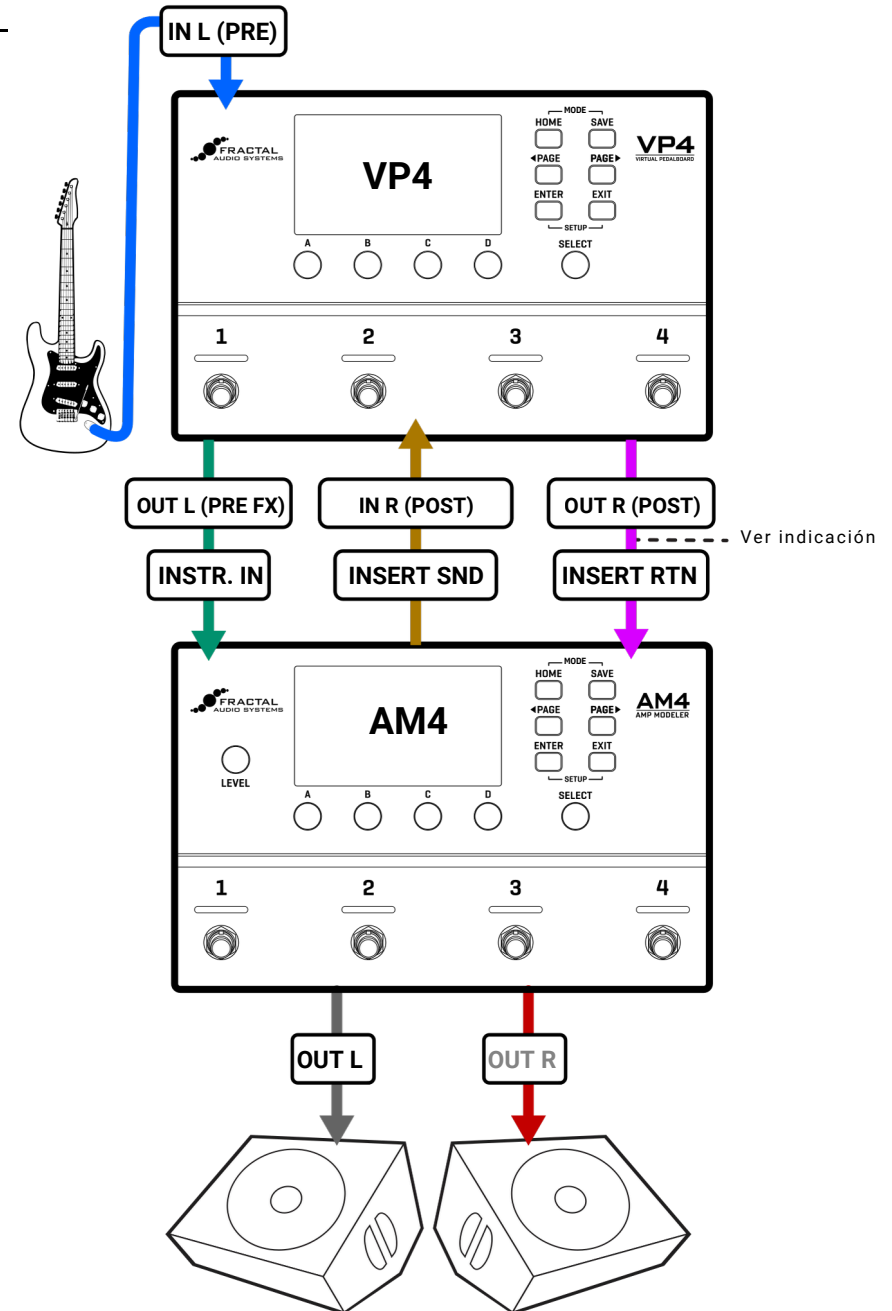 IN L (PRE)
FRACTAL
AUDIO SYSTEMS
VP4
MODE
HOME SAVE
◄PAGE PAGE►
ENTER EXIT
SETUP
VP4
VIRTUAL PEDALBOARD
A B C D SELECT
1 2 3 4
OUT L (PRE FX) IN R (POST) OUT R (POST)
Ver indicación
INSTR. IN INSERT SND INSERT RTN
FRACTAL
AUDIO SYSTEMS
LEVEL
AM4
MODE
HOME SAVE
◄PAGE PAGE►
ENTER EXIT
SETUP
AM4
AMP MODELER
A B C D SELECT
1 2 3 4
OUT L OUT R